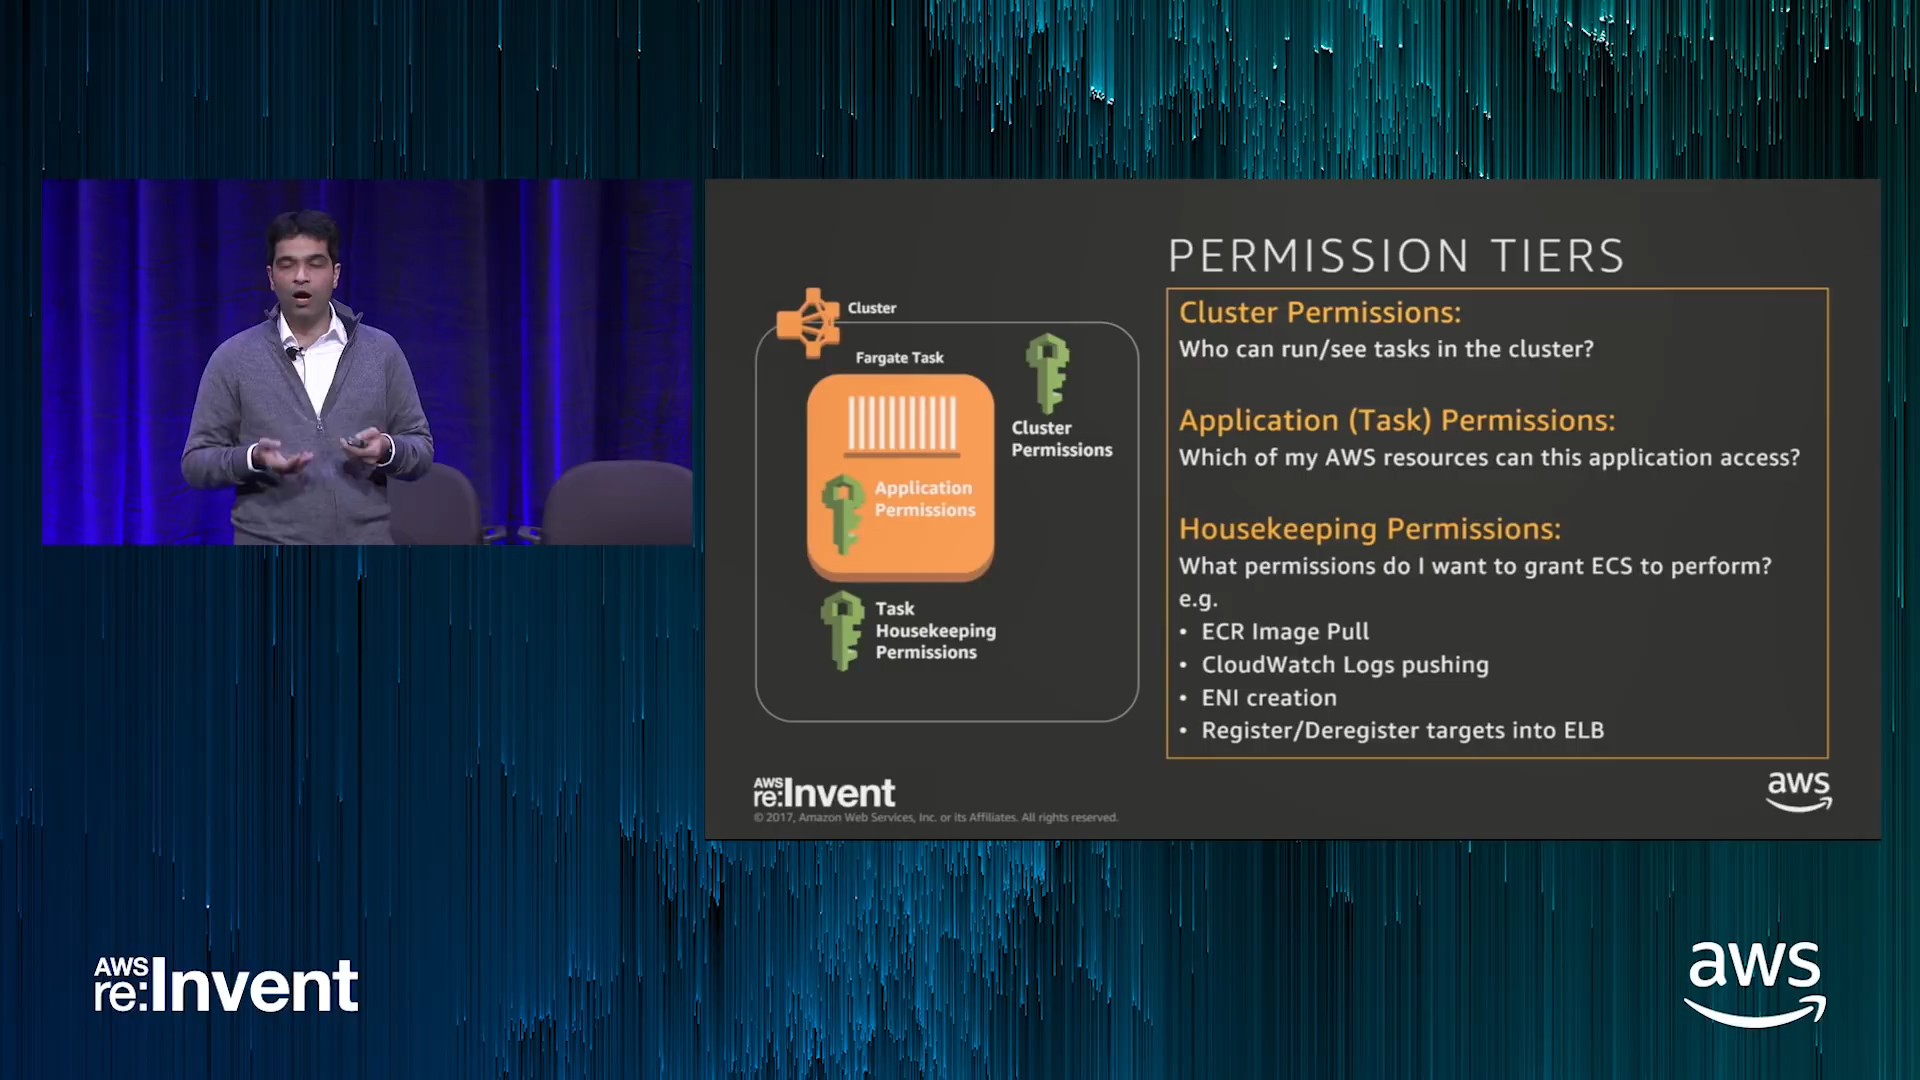 PERMISSION TIERS
Cluster
Fargate Task
Cluster
Permissions
Application
Permissions
Task
Housekeeping
Permissions
Cluster Permissions:
Who can run/see tasks in the cluster?
Application (Task) Permissions:
Which of my AWS resources can this application access?
Housekeeping Permissions:
What permissions do I want to grant ECS to perform?
e.g.
• ECR Image Pull
• CloudWatch Logs pushing
• ENI creation
• Register/Deregister targets into ELB
AWS
re:Invent
© 2017, Amazon Web Services, Inc. or its Affiliates. All rights reserved.
aws
AWS
re:Invent
aws